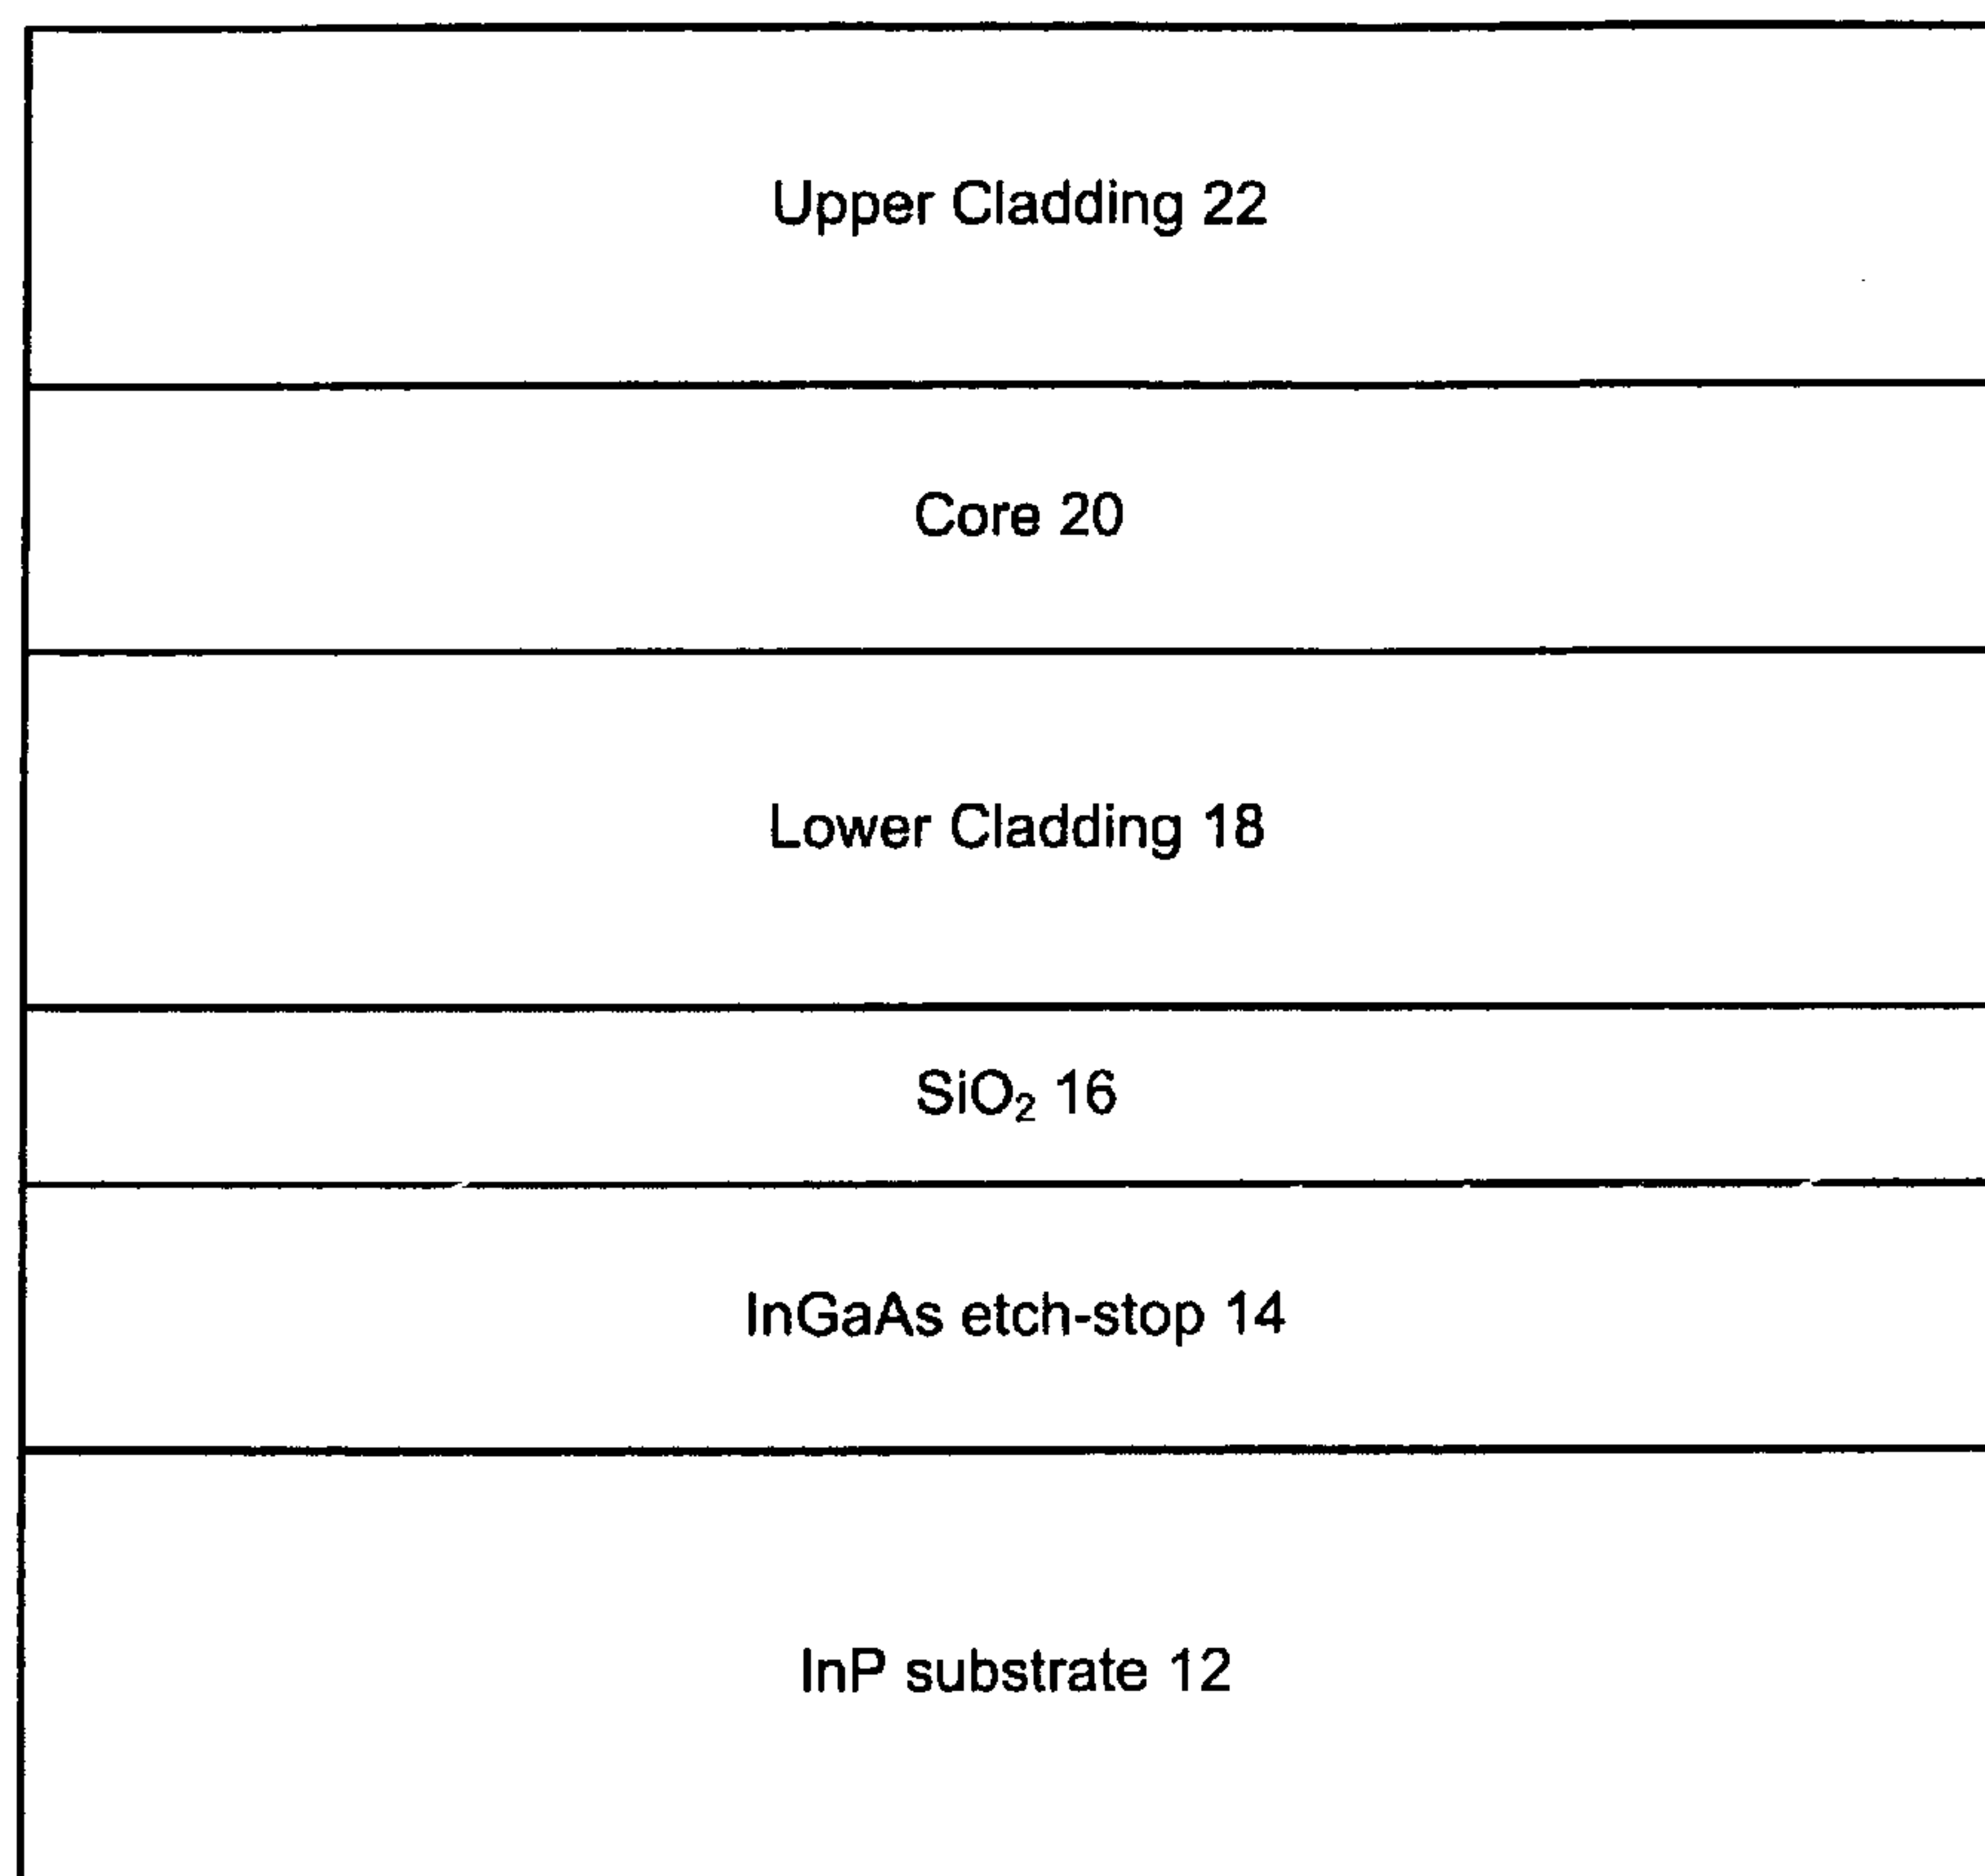 Upper Cladding 22
Core 20
Lower Cladding 18
SiO₂ 16
InGaAs etch-stop 14
InP substrate 12